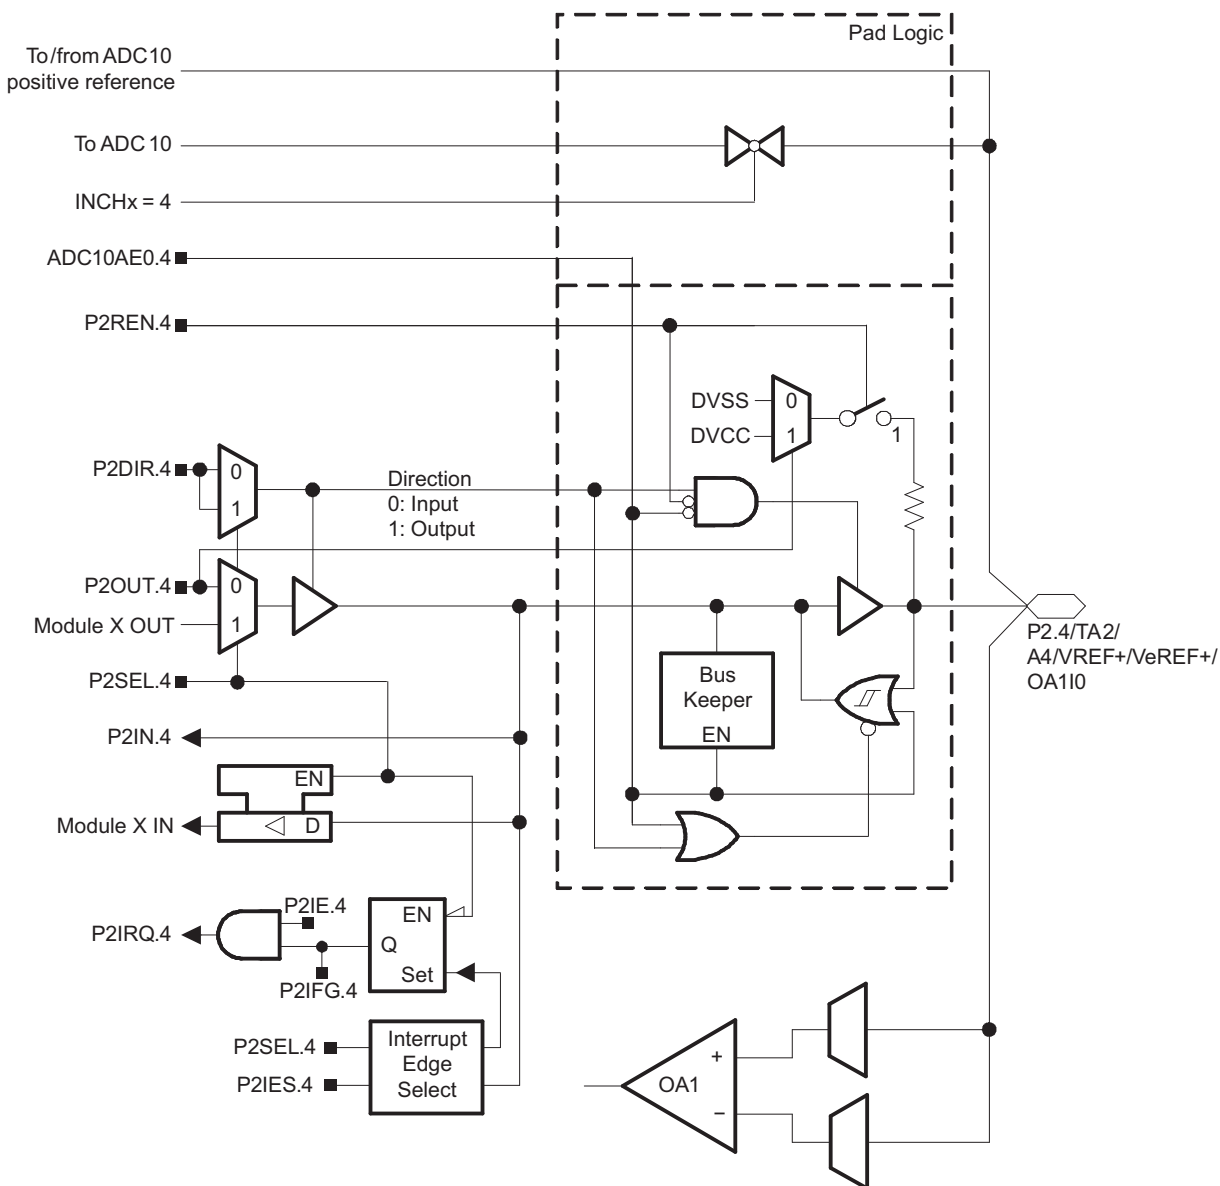 Pad Logic
To/from ADC10
positive reference
To ADC 10
INCHx = 4
ADC10AE0.4
P2REN.4
DVSS
0
DVCC
1
1
P2DIR.4
0
1
Direction
0: Input
1: Output
P2OUT.4
0
Module X OUT
1
P2.4/TA2/
A4/VREF+/VeREF+/
OA1I0
P2SEL.4
Bus
Keeper
EN
P2IN.4
EN
Module X IN
D
P2IE.4
EN
P2IRQ.4
Q
Set
P2IFG.4
P2SEL.4
Interrupt
Edge
Select
P2IES.4
+
OA1
−